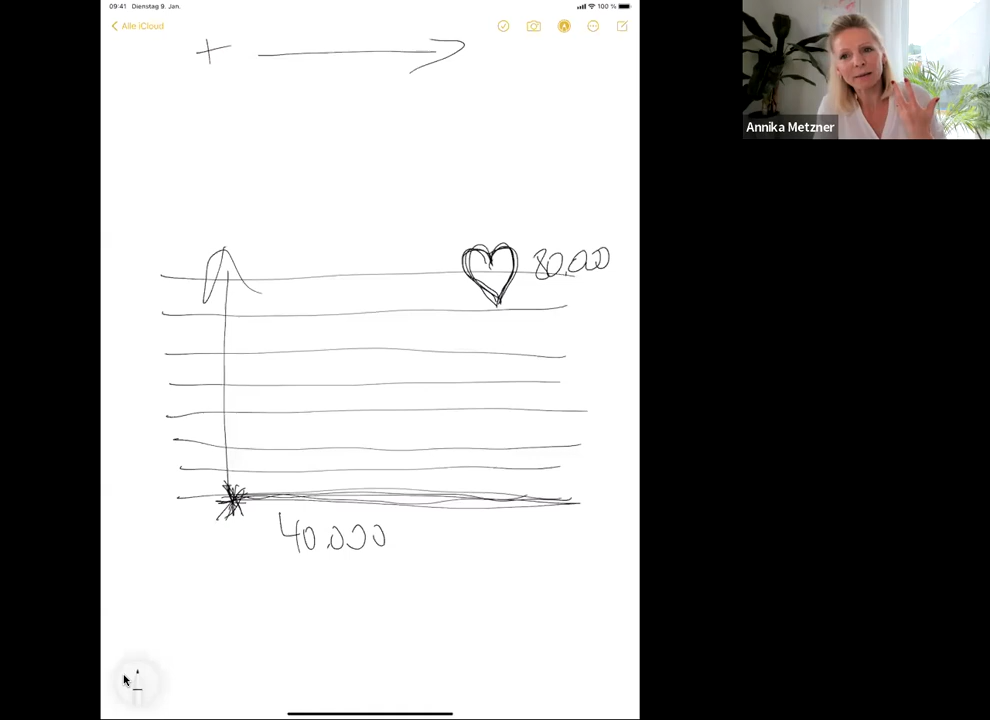 09:41 Dienstag 9. Jan.
100 %
Alle iCloud
Annika Metzner
80.000
40.000